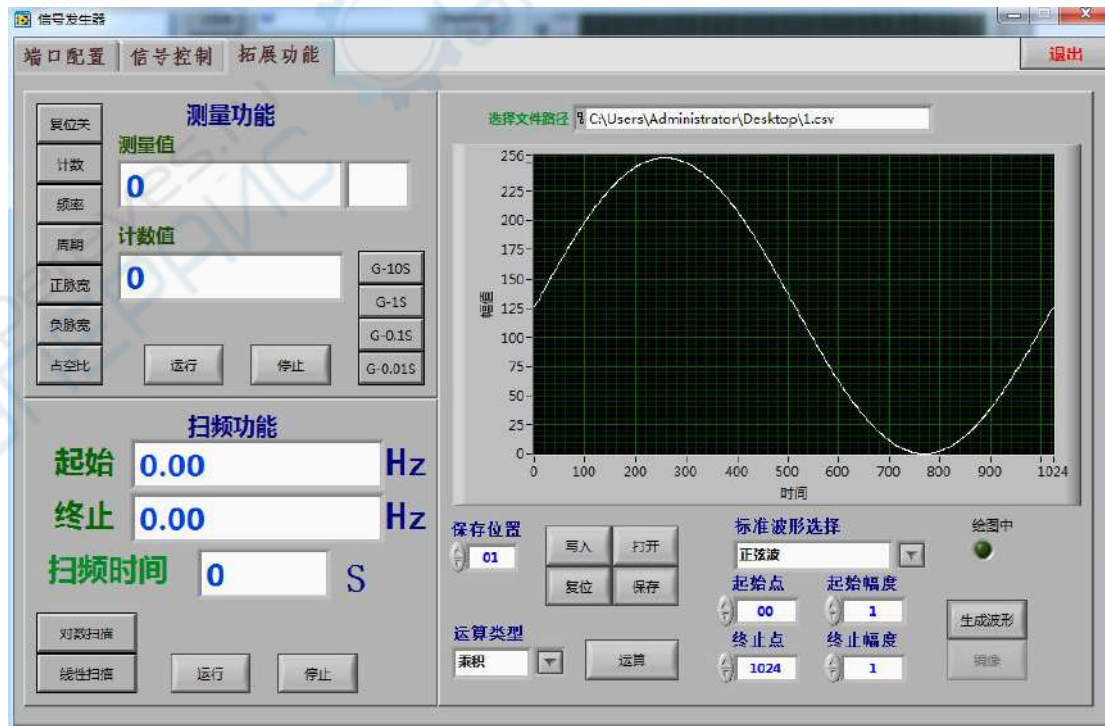 信号发生器
端口配置 信号控制 拓展功能 退出
测量功能
复位关
计数
频率
周期
正脉宽
负脉宽
占空比
测量值
0
计数值
0
G-10S
G-1S
G-0.1S
G-0.01S
运行 停止
扫频功能
起始 0.00 Hz
终止 0.00 Hz
扫频时间 0 S
对数扫描
线性扫描
运行 停止
选择文件路径 C:\Users\Administrator\Desktop\1.csv
幅值
256
225
200
175
150
125
100
75
50
25
0
0 100 200 300 400 500 600 700 800 900 1024
时间
保存位置
01
写入 打开
复位 保存
运算类型
乘积
运算
标准波形选择
正弦波
起始点 起始幅度
00 1
终止点 终止幅度
1024 1
绘图中
生成波形
镜像